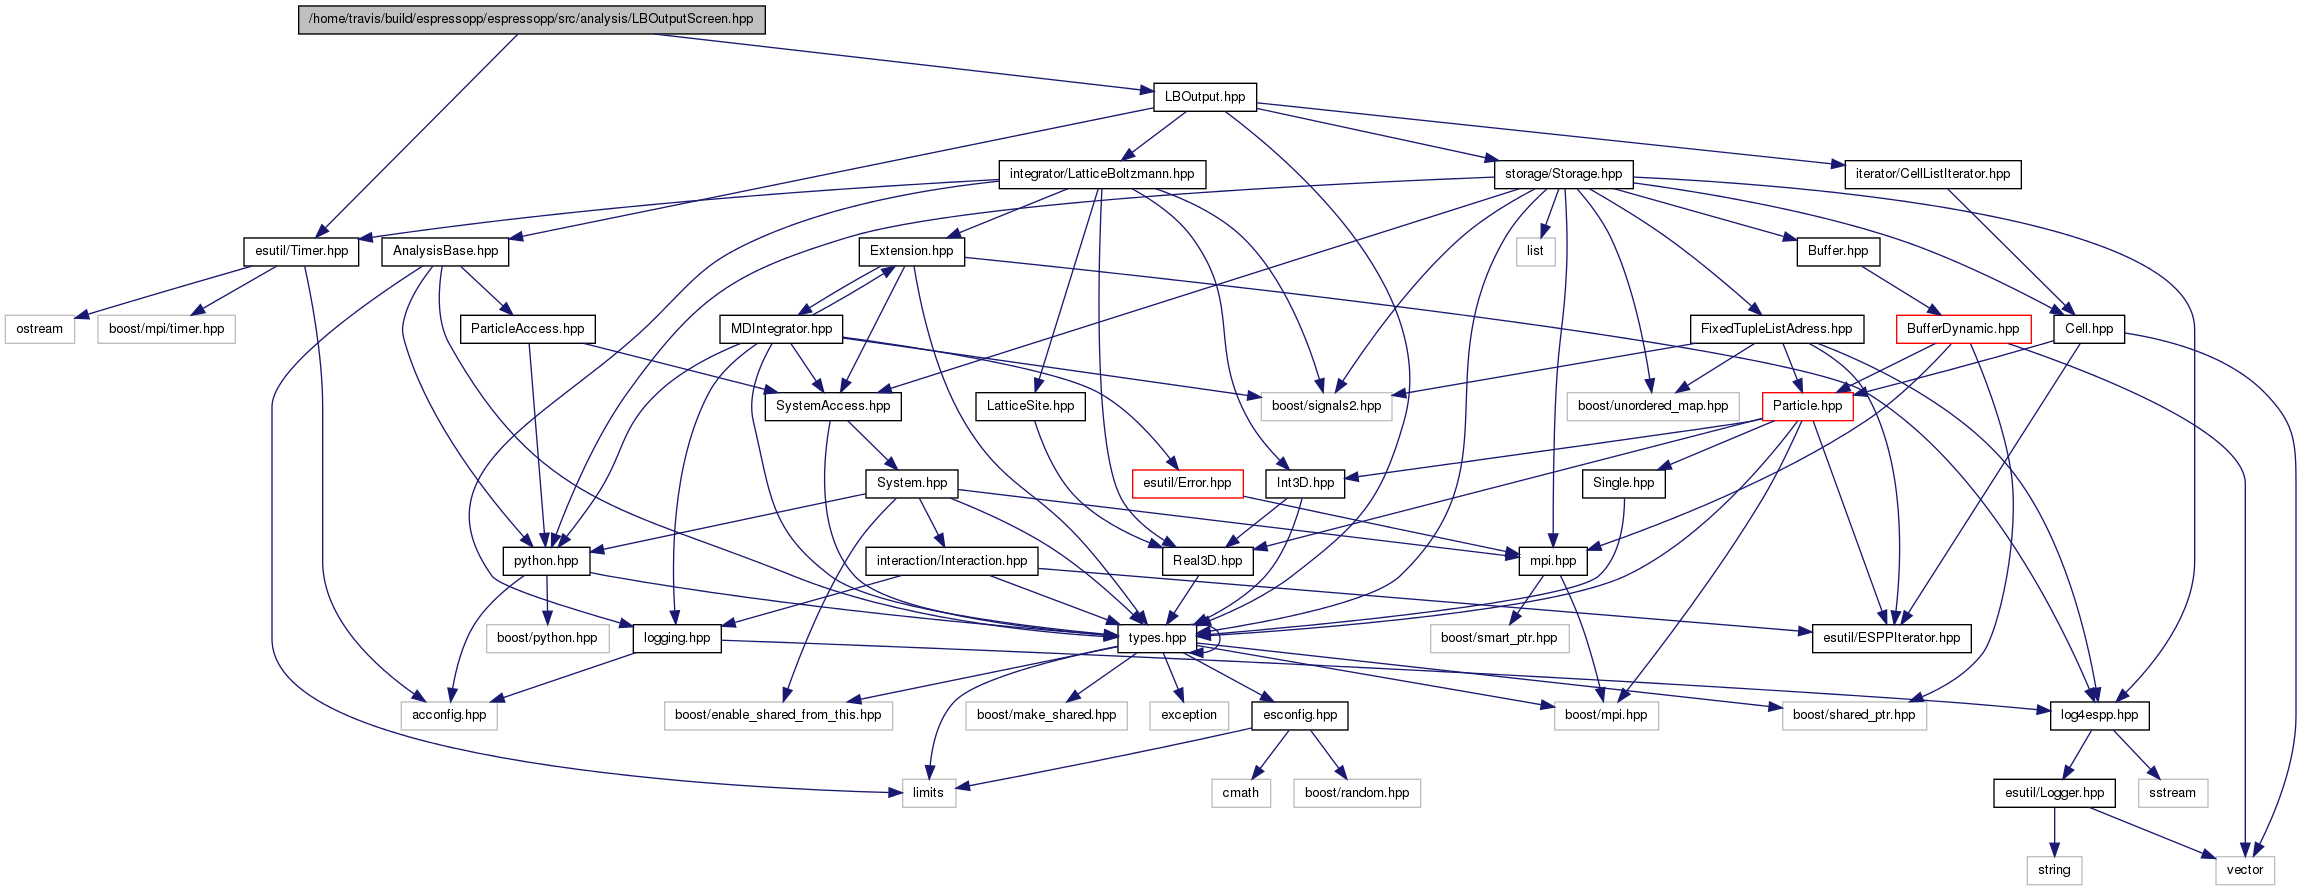 /home/travis/build/espressopp/espressopp/src/analysis/LBOutputScreen.hpp
LBOutput.hpp
integrator/LatticeBoltzmann.hpp
storage/Storage.hpp
iterator/CellListIterator.hpp
esutil/Timer.hpp
AnalysisBase.hpp
Extension.hpp
list
Buffer.hpp
ostream
boost/mpi/timer.hpp
ParticleAccess.hpp
MDIntegrator.hpp
FixedTupleListAdress.hpp
BufferDynamic.hpp
Cell.hpp
SystemAccess.hpp
LatticeSite.hpp
boost/signals2.hpp
boost/unordered_map.hpp
Particle.hpp
System.hpp
esutil/Error.hpp
Int3D.hpp
Single.hpp
python.hpp
interaction/Interaction.hpp
Real3D.hpp
mpi.hpp
boost/python.hpp
logging.hpp
types.hpp
boost/smart_ptr.hpp
esutil/ESPPIterator.hpp
acconfig.hpp
boost/enable_shared_from_this.hpp
boost/make_shared.hpp
exception
esconfig.hpp
boost/mpi.hpp
boost/shared_ptr.hpp
log4espp.hpp
limits
cmath
boost/random.hpp
esutil/Logger.hpp
sstream
string
vector